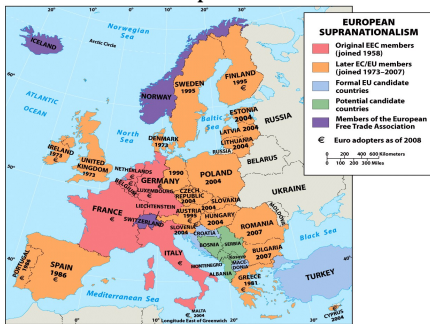 EUROPEAN
SUPRANATIONALISM
Original EEC members
(joined 1958)
Later EC/EU members
(joined 1973–2007)
Formal EU candidate
countries
Potential candidate
countries
Members of the European
Free Trade Association
€ Euro adopters as of 2008
0 200 400 600 Kilometers
0 100 200 300 Miles
Norwegian
Sea
ICELAND
Arctic Circle
ATLANTIC
OCEAN
NORWAY
SWEDEN
1995
FINLAND
1995
€
North
Sea
Baltic
Sea
ESTONIA
2004
LATVIA 2004
LITHUANIA
2004
RUSSIA
RUSSIA
DENMARK
1973
IRELAND
1973
€
UNITED
KINGDOM
1973
NETHERLANDS
€
BELGIUM
LUXEMBOURG
GERMANY
€
1990
POLAND
2004
BELARUS
UKRAINE
CZECH
REPUBLIC
2004
SLOVAKIA
2004
LIECHTENSTEIN
FRANCE
€
SWITZERLAND
AUSTRIA
1995 €
HUNGARY
2004
MOLDOVA
SLOVENIA
2004 €
CROATIA
ROMANIA
2007
BOSNIA
SERBIA
Kosovo
ITALY
€
MONTENEGRO
MACE-
DONIA
BULGARIA
2007
ALBANIA
Black Sea
PORTUGAL
1986
€
SPAIN
1986
€
GREECE
1981
€
TURKEY
Mediterranean Sea
MALTA
€ 2004
CYPRUS
2004
€
10°
0° Longitude East of Greenwich
10°
20°
30°